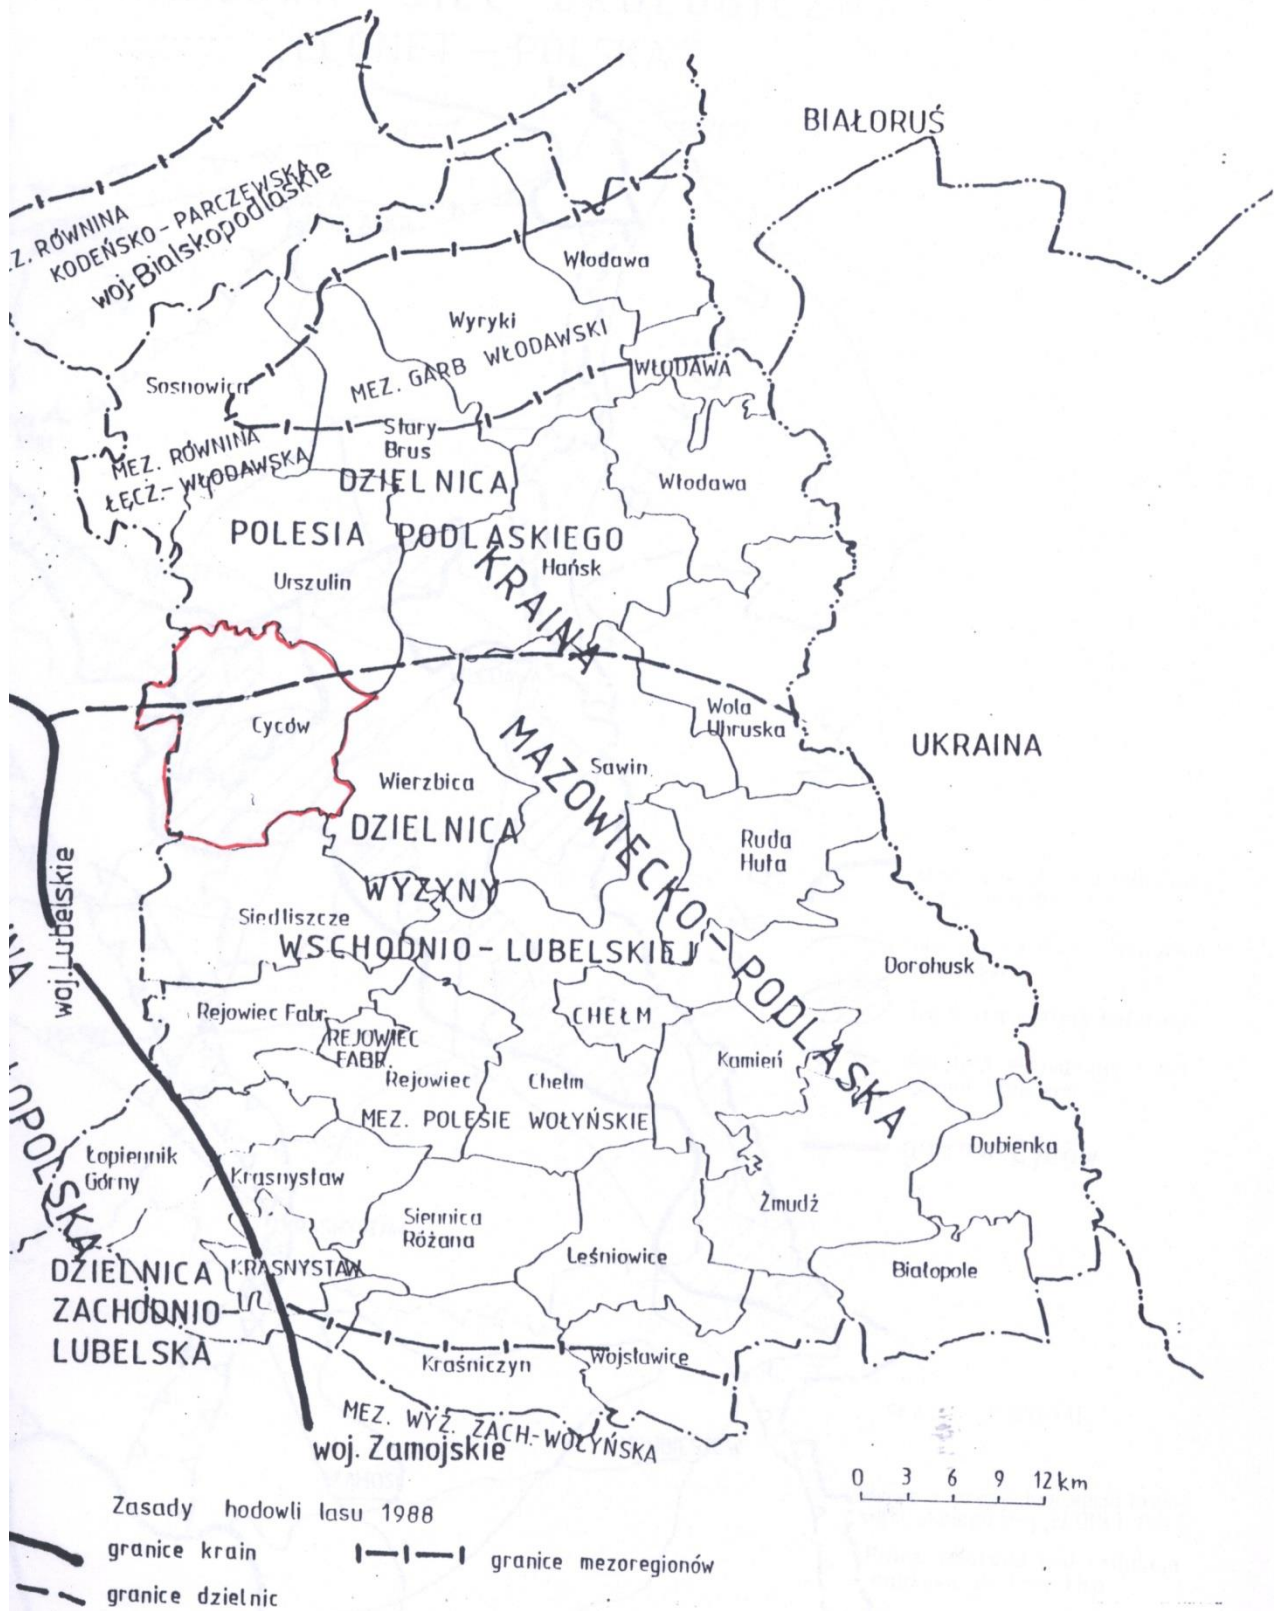 BIAŁORUŚ
Z. RÓWNINA
KODEŃSKO-PARCZEWSKA
woj. Bialskopodlaskie
Włodawa
Wyryki
MEZ. GARB WŁODAWSKI
WŁODAWA
Sosnowica
Stary
Brus
MEZ. RÓWNINA
ŁĘCZ.-WŁODAWSKA
DZIELNICA
Włodawa
POLESIA PODLASKIEGO
Urszulin
Hańsk
KRAINA
Cyców
Wola
Uhruska
UKRAINA
MAZOWIECKO-PODLASKA
Sawin
Wierzbica
DZIELNICA
Ruda
Huta
WYŻYNY
Siedliszcze
WSCHODNIO-LUBELSKIEJ
woj. Lubelskie
NA
Dorohusk
Rejowiec Fabr.
REJOWIEC
FABR.
CHEŁM
Kamień
Rejowiec
Chełm
MEZ. POLESIE WOŁYŃSKIE
OPOLSKA
Łopiennik
Górny
Krasnystaw
Dubienka
Żmudź
Siennica
Różana
Leśniowice
Białopole
DZIELNICA
ZACHODNIO-
LUBELSKA
KRASNYSTAW
Kraśniczyn
Wojsławice
MEZ. WYŻ. ZACH.-WOŁYŃSKA
woj. Zamojskie
0 3 6 9 12 km
Zasady hodowli lasu 1988
granice krain
granice mezoregionów
granice dzielnic